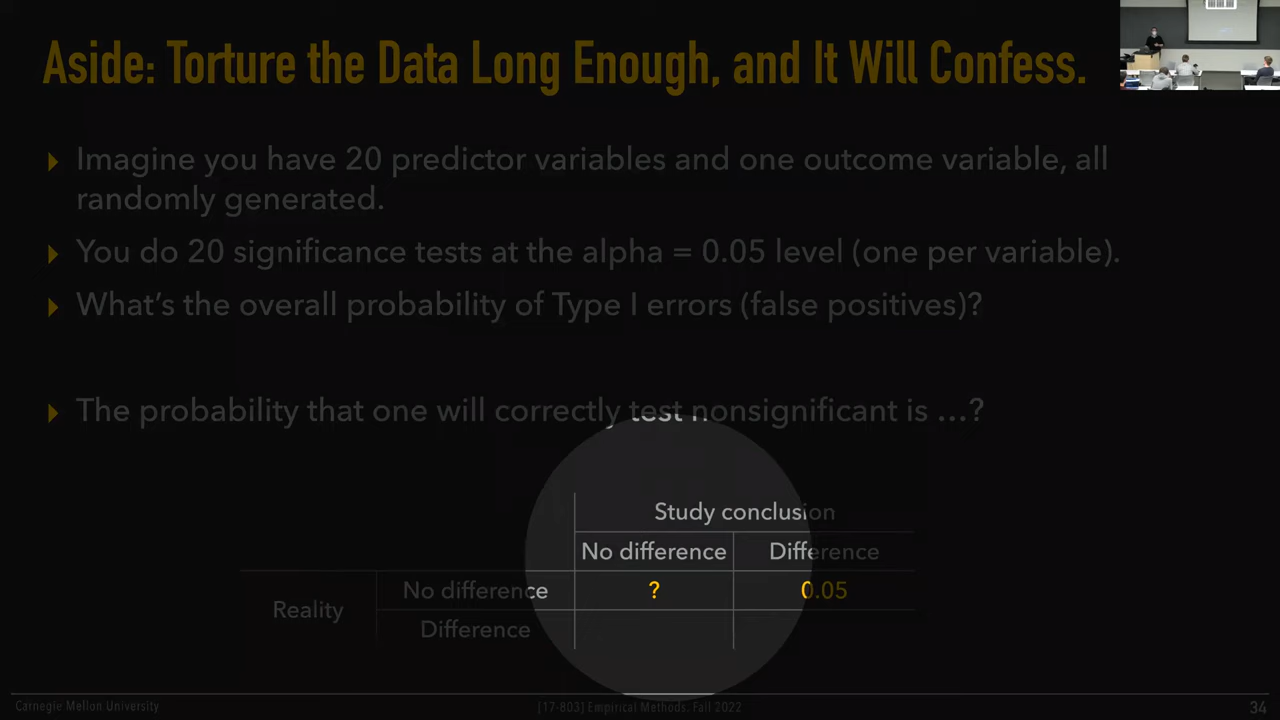 Aside: Torture the Data Long Enough, and It Will Confess.
Imagine you have 20 predictor variables and one outcome variable, all
randomly generated.
You do 20 significance tests at the alpha = 0.05 level (one per variable).
What's the overall probability of Type I errors (false positives)?
The probability that one will correctly test nonsignificant is …?
Study conclusion
No difference Difference
Reality No difference ? 0.05
Difference
Carnegie Mellon University [17-803] Empirical Methods, Fall 2022 34